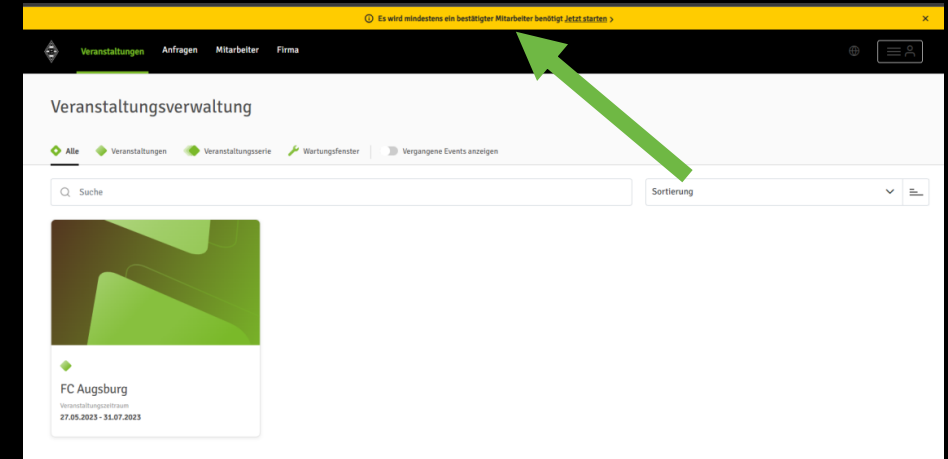 Es wird mindestens ein bestätigter Mitarbeiter benötigt Jetzt starten >
Veranstaltungen Anfragen Mitarbeiter Firma
Veranstaltungsverwaltung
Alle Veranstaltungen Veranstaltungsserie Wartungsfenster Vergangene Events anzeigen
Suche Sortierung
FC Augsburg
Veranstaltungszeitraum
27.05.2023 - 31.07.2023